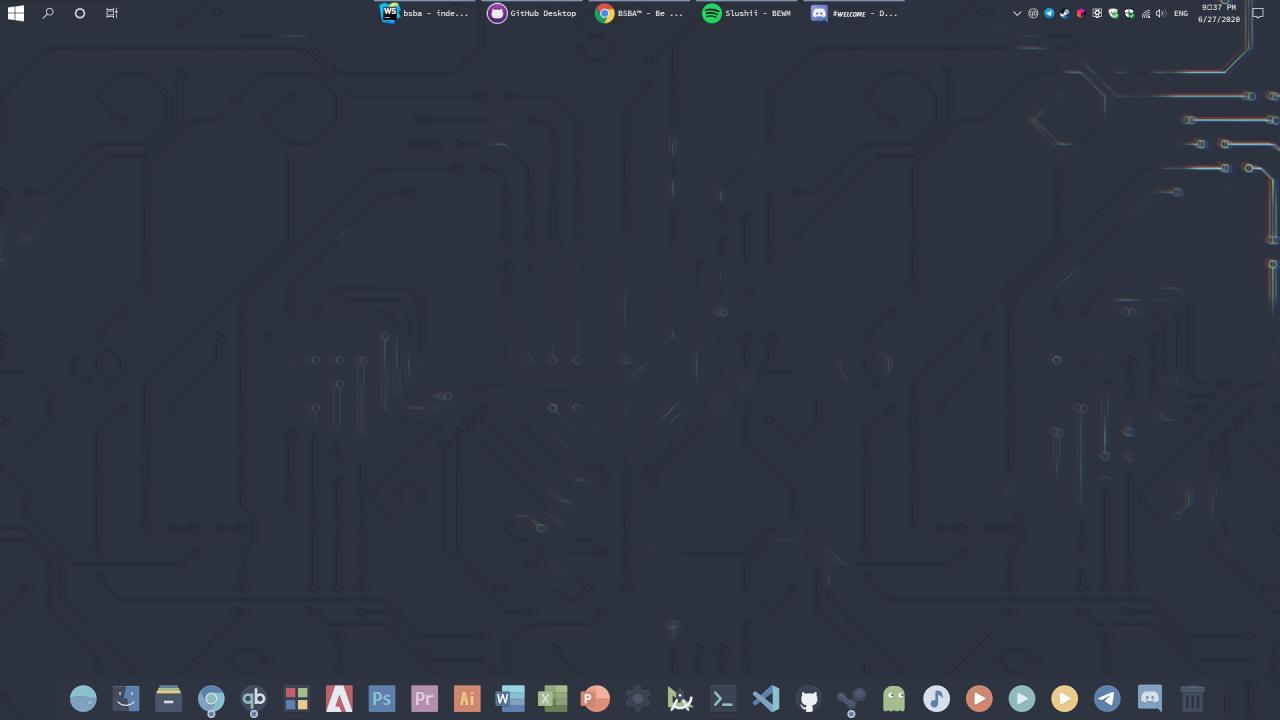 WS bsba - inde...
GitHub Desktop
BSBA™ - Be ...
Slushii - BEWM
#WELCOME - D...
ENG
9:37 PM
6/27/2020
qb
Ps
Pr
Ai
W
X
P